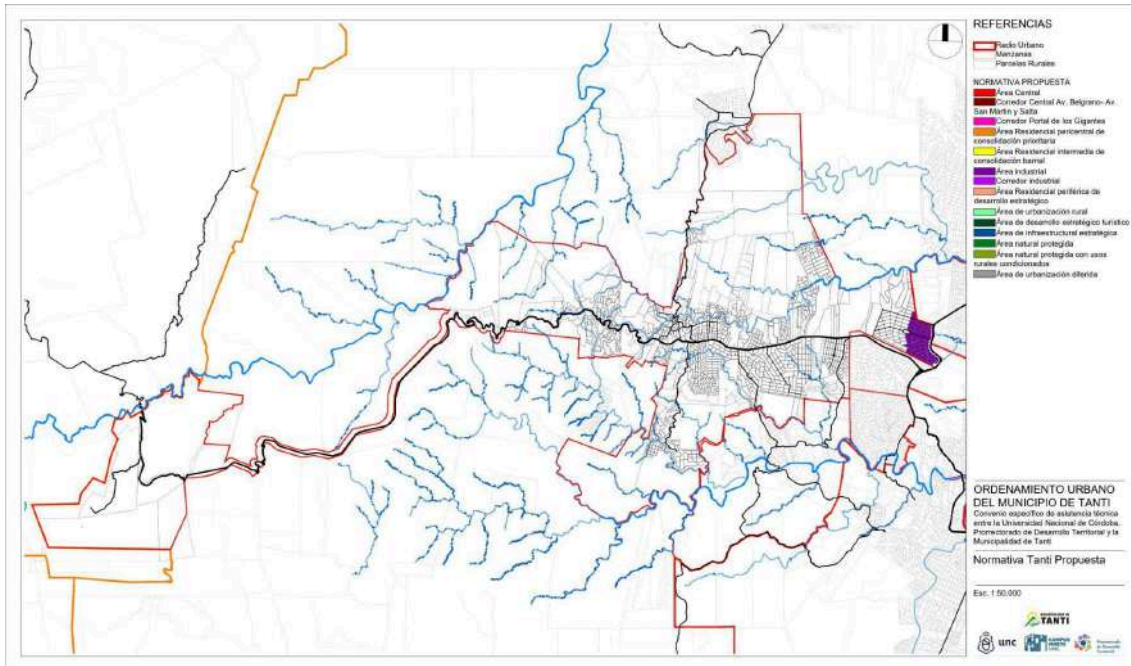 REFERENCIAS
Radio Urbano
Manzanas
Parcelas Rurales
NORMATIVA PROPUESTA
Área Central
Corredor Central Av. Belgrano- Av.
San Martin y Salta
Corredor Portal de los Gigantes
Área Residencial pericentral de
consolidación prioritaria
Área Residencial intermedia de
consolidación barrial
Área industrial
Corredor industrial
Área Residencial periférica de
desarrollo estratégico
Área de urbanización rural
Área de desarrollo estratégico turístico
Área de infraestructural estratégica
Área natural protegida
Área natural protegida con usos
rurales condicionados
Área de urbanización diferida
ORDENAMIENTO URBANO
DEL MUNICIPIO DE TANTI
Convenio específico de asistencia técnica
entre la Universidad Nacional de Córdoba,
Prorrectorado de Desarrollo Territorial y la
Municipalidad de Tanti
Normativa Tanti Propuesta
Esc. 1:50.000
TANTI
unc